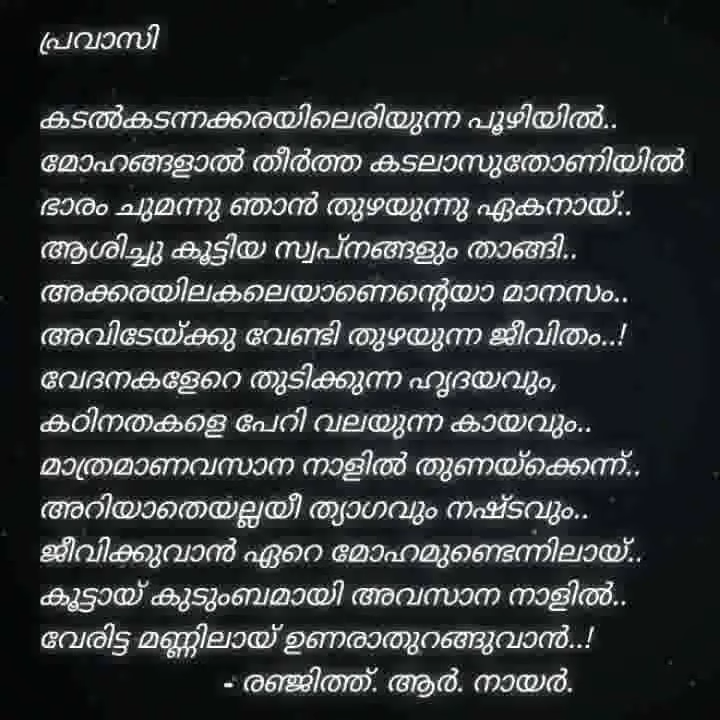 പ്രവാസി
കടൽകടന്നക്കരയിലെരിയുന്ന പൂഴിയിൽ..
മോഹങ്ങളാൽ തീർത്ത കടലാസുതോണിയിൽ
ഭാരം ചുമന്നു ഞാൻ തുഴയുന്നു ഏകനായ്..
ആശിച്ചു കൂട്ടിയ സ്വപ്നങ്ങളും താങ്ങി..
അക്കരയിലകലെയാണെന്റെയാ മാനസം..
അവിടേയ്ക്കു വേണ്ടി തുഴയുന്ന ജീവിതം..!
വേദനകളേറെ തുടിക്കുന്ന ഹൃദയവും,
കഠിനതകളെ പേറി വലയുന്ന കായവും..
മാത്രമാണവസാന നാളിൽ തുണയ്ക്കെന്ന്..
അറിയാതെയല്ലയീ ത്യാഗവും നഷ്ടവും..
ജീവിക്കുവാൻ ഏറെ മോഹമുണ്ടെന്നിലായ്..
കൂട്ടായ് കുടുംബമായി അവസാന നാളിൽ..
വേരിട്ട മണ്ണിലായ് ഉണരാതുറങ്ങുവാൻ..!
- രഞ്ജിത്ത്. ആർ. നായർ.